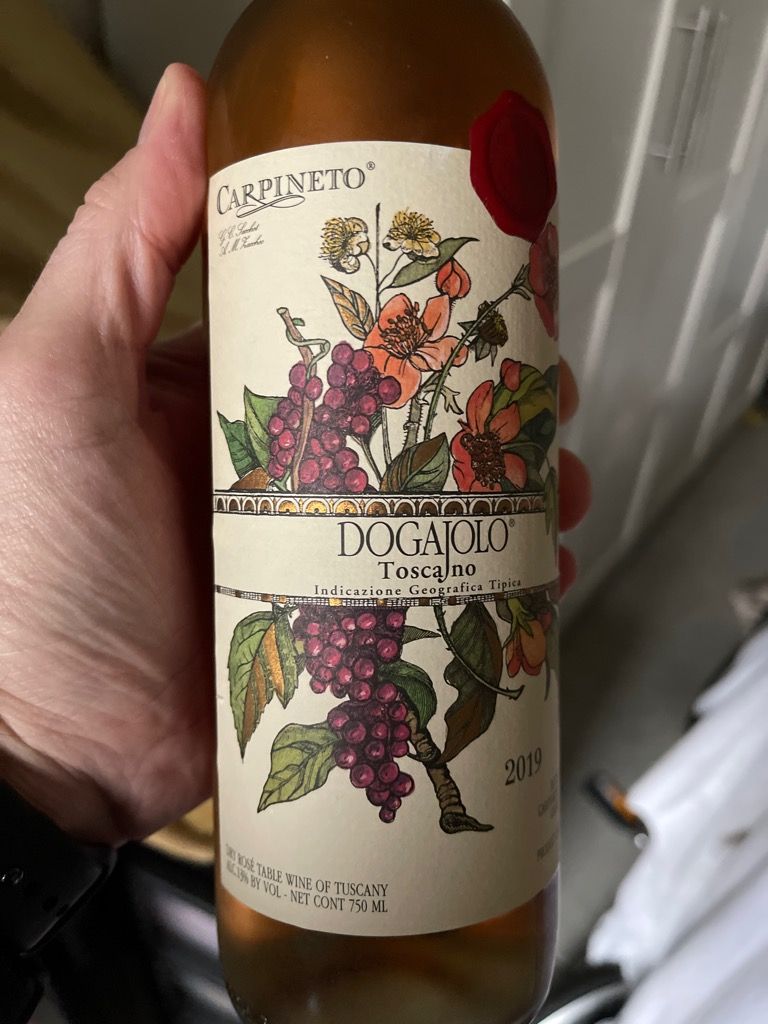 CARPINETO®
DOGAJOLO®
Toscano
Indicazione Geografica Tipica
2019
DRY ROSÉ TABLE WINE OF TUSCANY
ALC. 13% BY VOL - NET CONT 750 ML